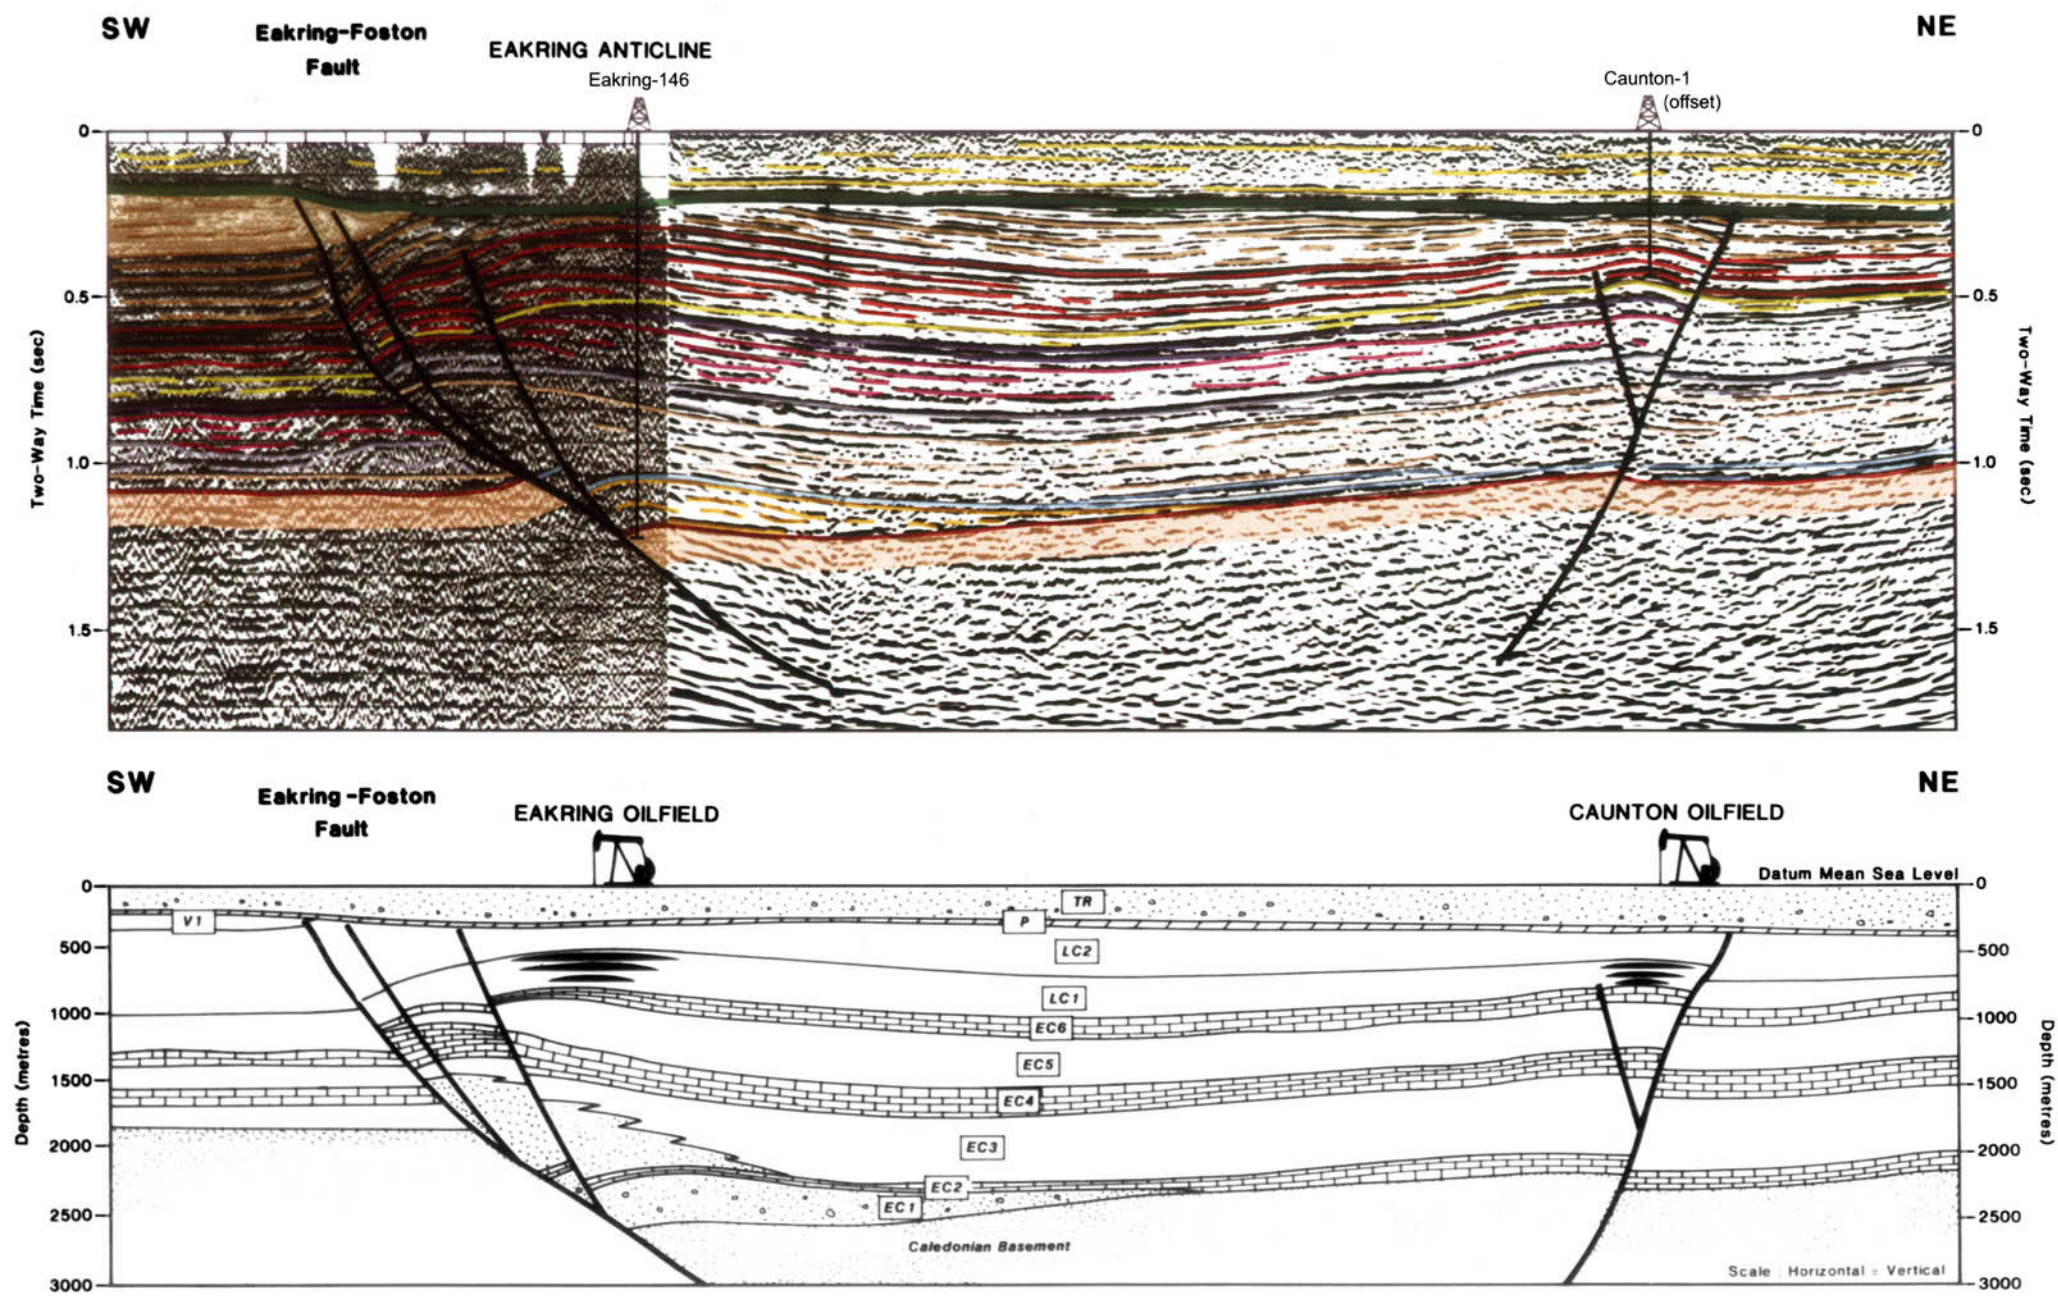 SW
Eakring-Foston
Fault
EAKRING ANTICLINE
Eakring-146
Caunton-1
(offset)
NE
0
0.5
1.0
1.5
Two-Way Time (sec)
0
0.5
1.0
1.5
Two-Way Time (sec)
SW
Eakring-Foston
Fault
EAKRING OILFIELD
CAUNTON OILFIELD
NE
Datum Mean Sea Level
0
500
1000
1500
2000
2500
3000
Depth (metres)
V1
TR
P
LC2
LC1
EC6
EC5
EC4
EC3
EC2
EC1
Caledonian Basement
Scale : Horizontal = Vertical
0
500
1000
1500
2000
2500
3000
Depth (metres)